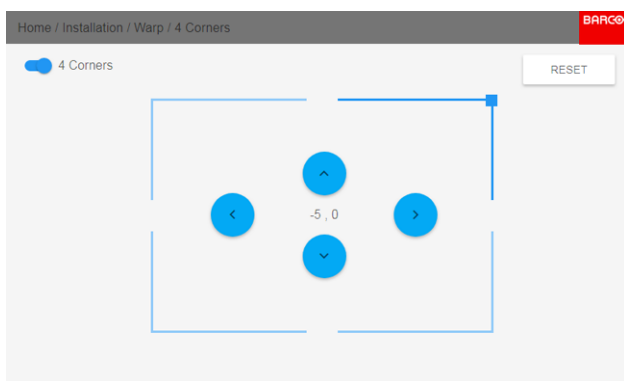 Home / Installation / Warp / 4 Corners
BARCO
4 Corners
RESET
-5 , 0